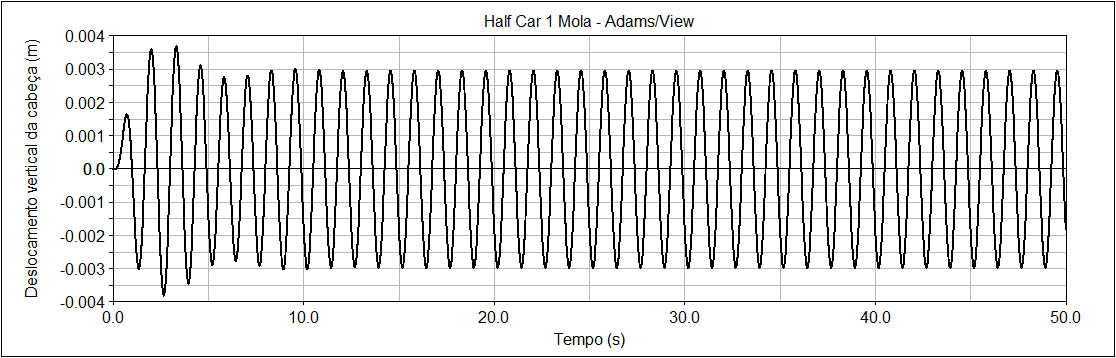 Half Car 1 Mola - Adams/View
Deslocamento vertical da cabeça (m)
0.004
0.003
0.002
0.001
0.0
-0.001
-0.002
-0.003
-0.004
0.0 10.0 20.0 30.0 40.0 50.0
Tempo (s)